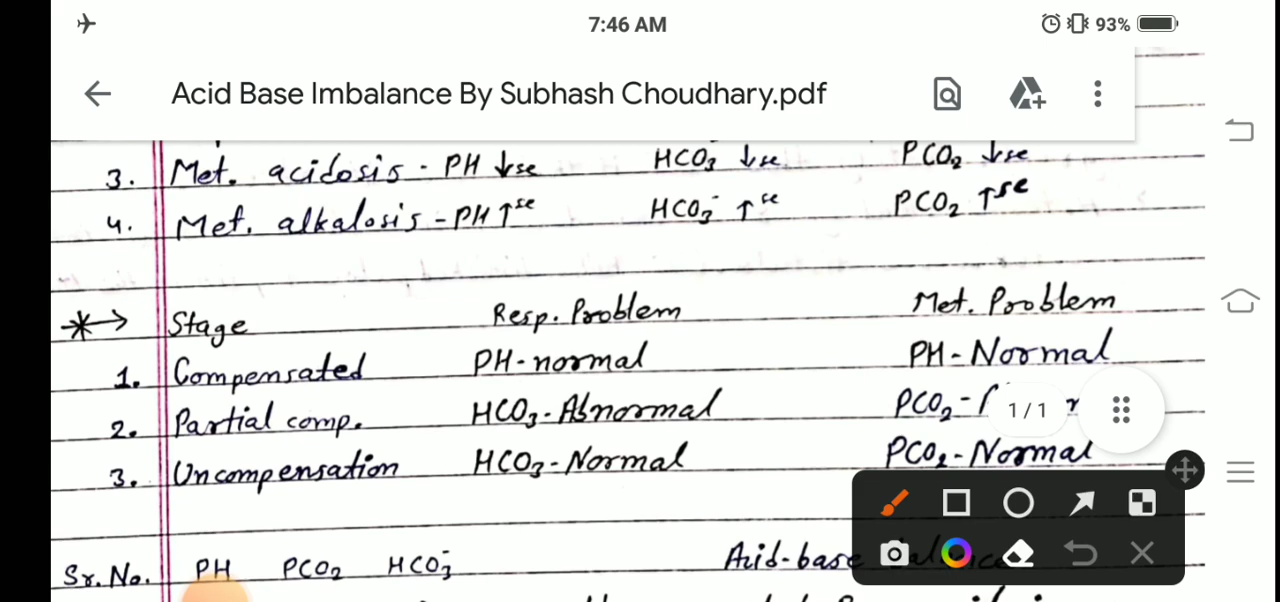 7:46 AM 93%
Acid Base Imbalance By Subhash Choudhary.pdf
3. Met. acidosis - PH ↓se HCO₃⁻ ↓se PCO₂ ↓se
4. Met. alkalosis - PH ↑se HCO₃⁻ ↑se PCO₂ ↑se
Stage Resp. Problem Met. Problem
1. Compensated PH-normal PH-Normal
2. Partial comp. HCO₃-Abnormal PCO₂-
1 / 1
3. Uncompensation HCO₃-Normal PCO₂-Normal
Sr. No. PH PCO₂ HCO₃⁻ Acid-base